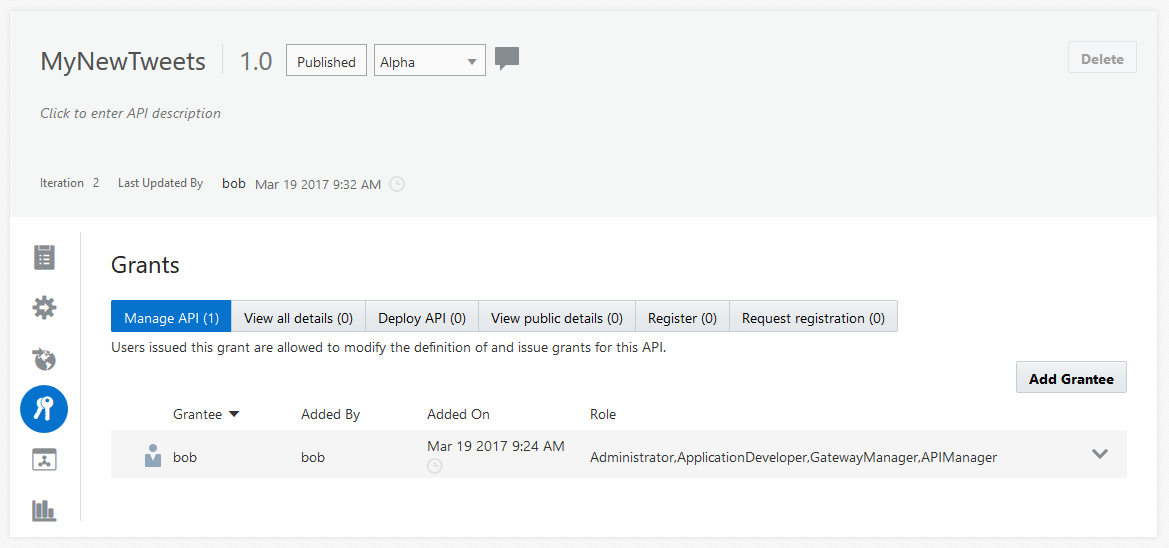 MyNewTweets 1.0 Published Alpha Delete
Click to enter API description
Iteration 2 Last Updated By bob Mar 19 2017 9:32 AM
Grants
Manage API (1) View all details (0) Deploy API (0) View public details (0) Register (0) Request registration (0)
Users issued this grant are allowed to modify the definition of and issue grants for this API.
Add Grantee
Grantee Added By Added On Role
bob bob Mar 19 2017 9:24 AM Administrator,ApplicationDeveloper,GatewayManager,APIManager